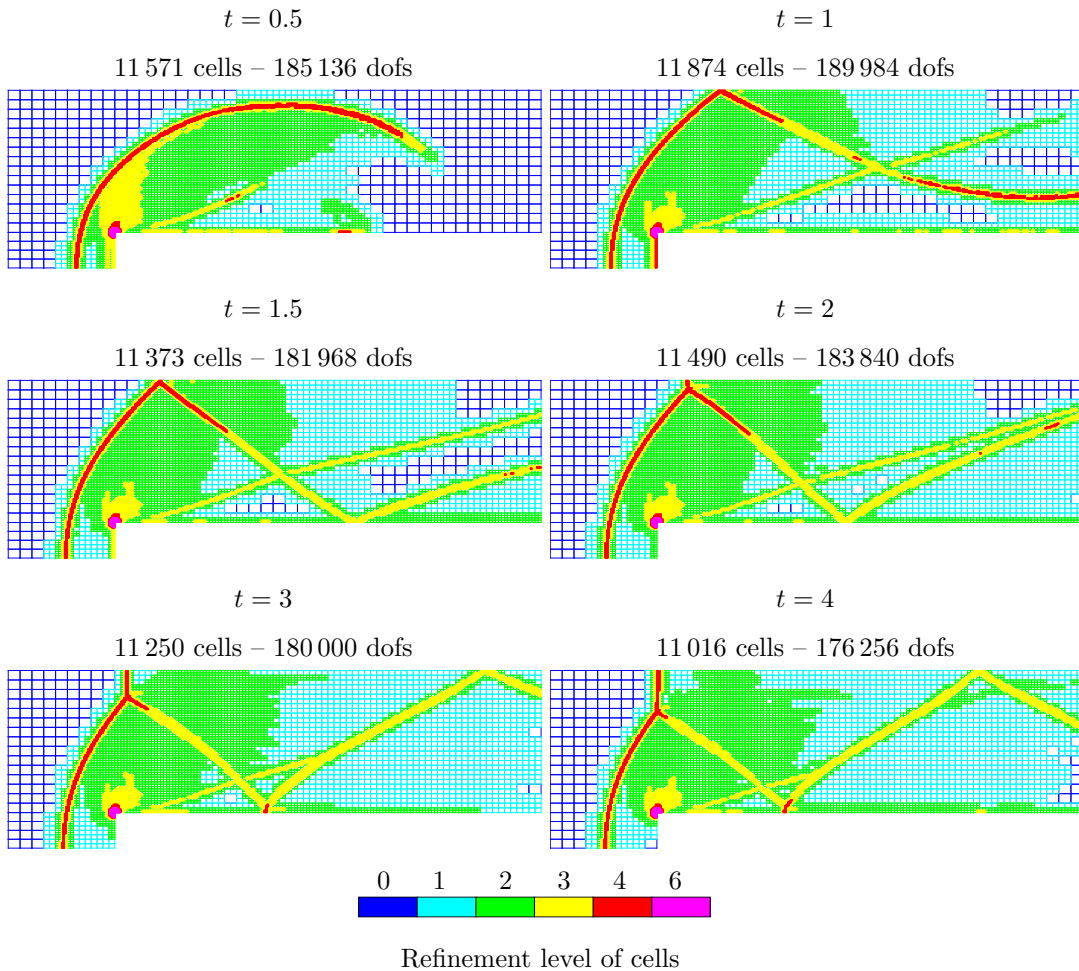 t = 0.5
11 571 cells – 185 136 dofs
t = 1
11 874 cells – 189 984 dofs
t = 1.5
11 373 cells – 181 968 dofs
t = 2
11 490 cells – 183 840 dofs
t = 3
11 250 cells – 180 000 dofs
t = 4
11 016 cells – 176 256 dofs
0 1 2 3 4 6
Refinement level of cells